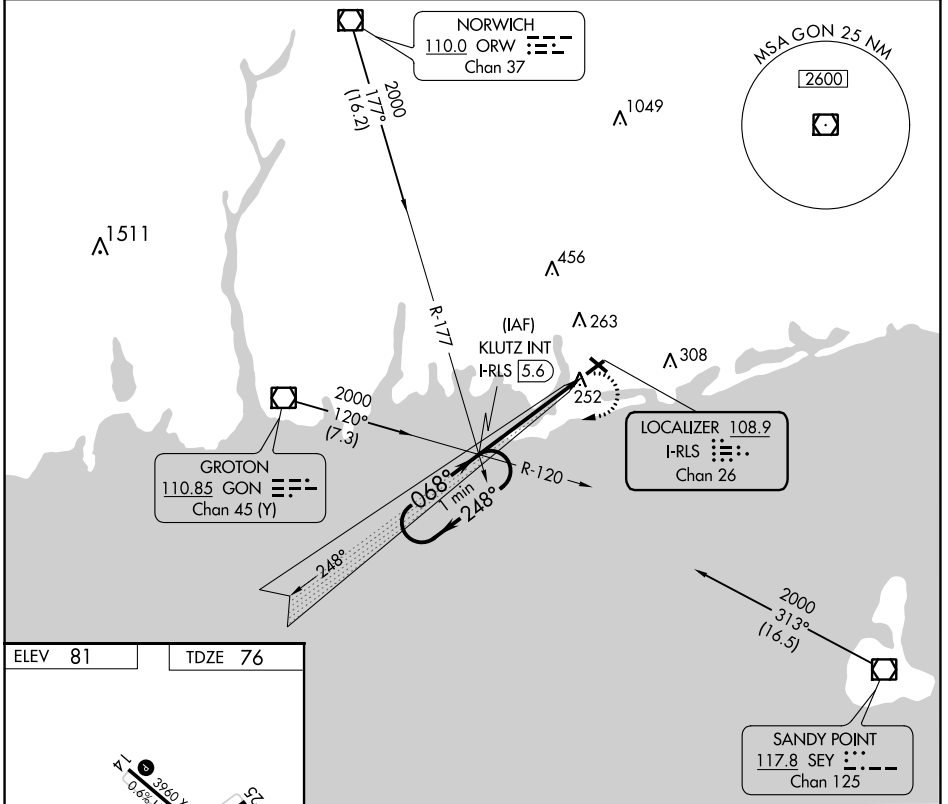 NORWICH
110.0 ORW
Chan 37
MSA GON 25 NM
2600
2000
177°
(16.2)
1049
1511
456
R-177
(IAF)
KLUTZ INT
I-RLS 5.6
263
308
252
2000
120°
(7.3)
LOCALIZER 108.9
I-RLS
Chan 26
GROTON
110.85 GON
Chan 45 (Y)
R-120
068°
1 min
248°
248°
2000
313°
(16.5)
ELEV 81
TDZE 76
SANDY POINT
117.8 SEY
Chan 125
14
P
3960 X
0.6%
25